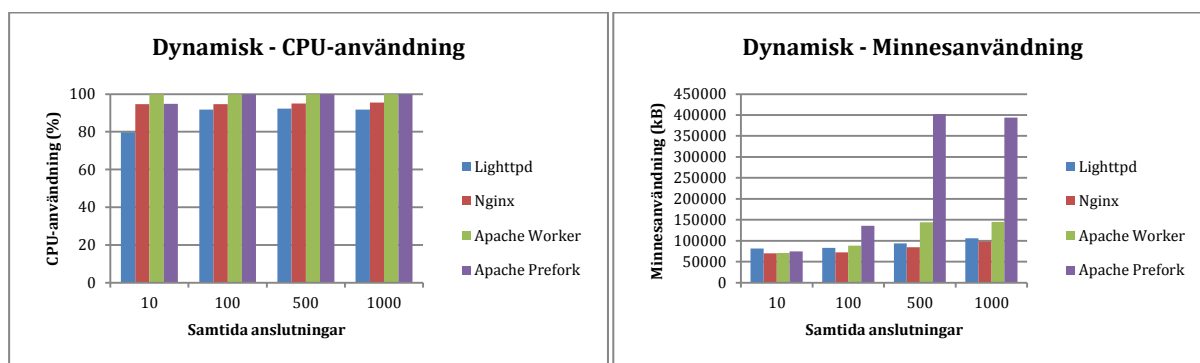 Dynamisk - CPU-användning
CPU-användning (%)
100
80
60
40
20
0
10
100
500
1000
Samtida anslutningar
Lighttpd
Nginx
Apache Worker
Apache Prefork
Dynamisk - Minnesanvändning
Minnesanvändning (kB)
450000
400000
350000
300000
250000
200000
150000
100000
50000
0
10
100
500
1000
Samtida anslutningar
Lighttpd
Nginx
Apache Worker
Apache Prefork